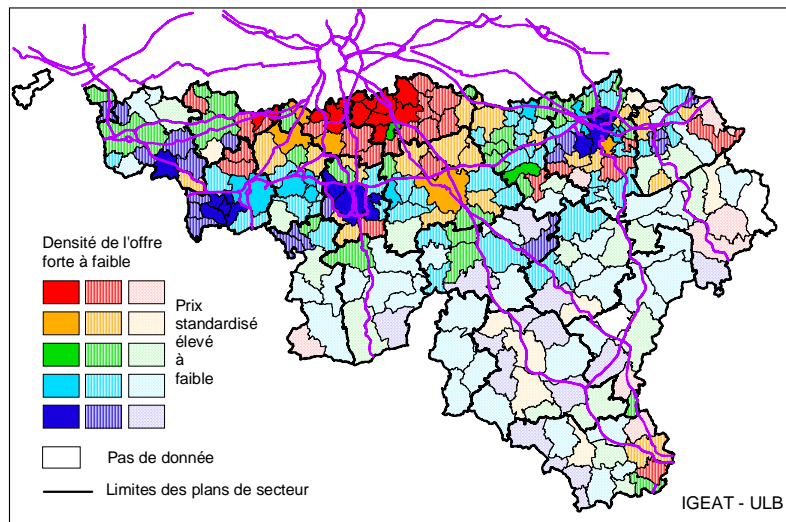 Densité de l'offre
forte à faible
Prix
standardisé
élevé
à
faible
Pas de donnée
Limites des plans de secteur
IGEAT - ULB